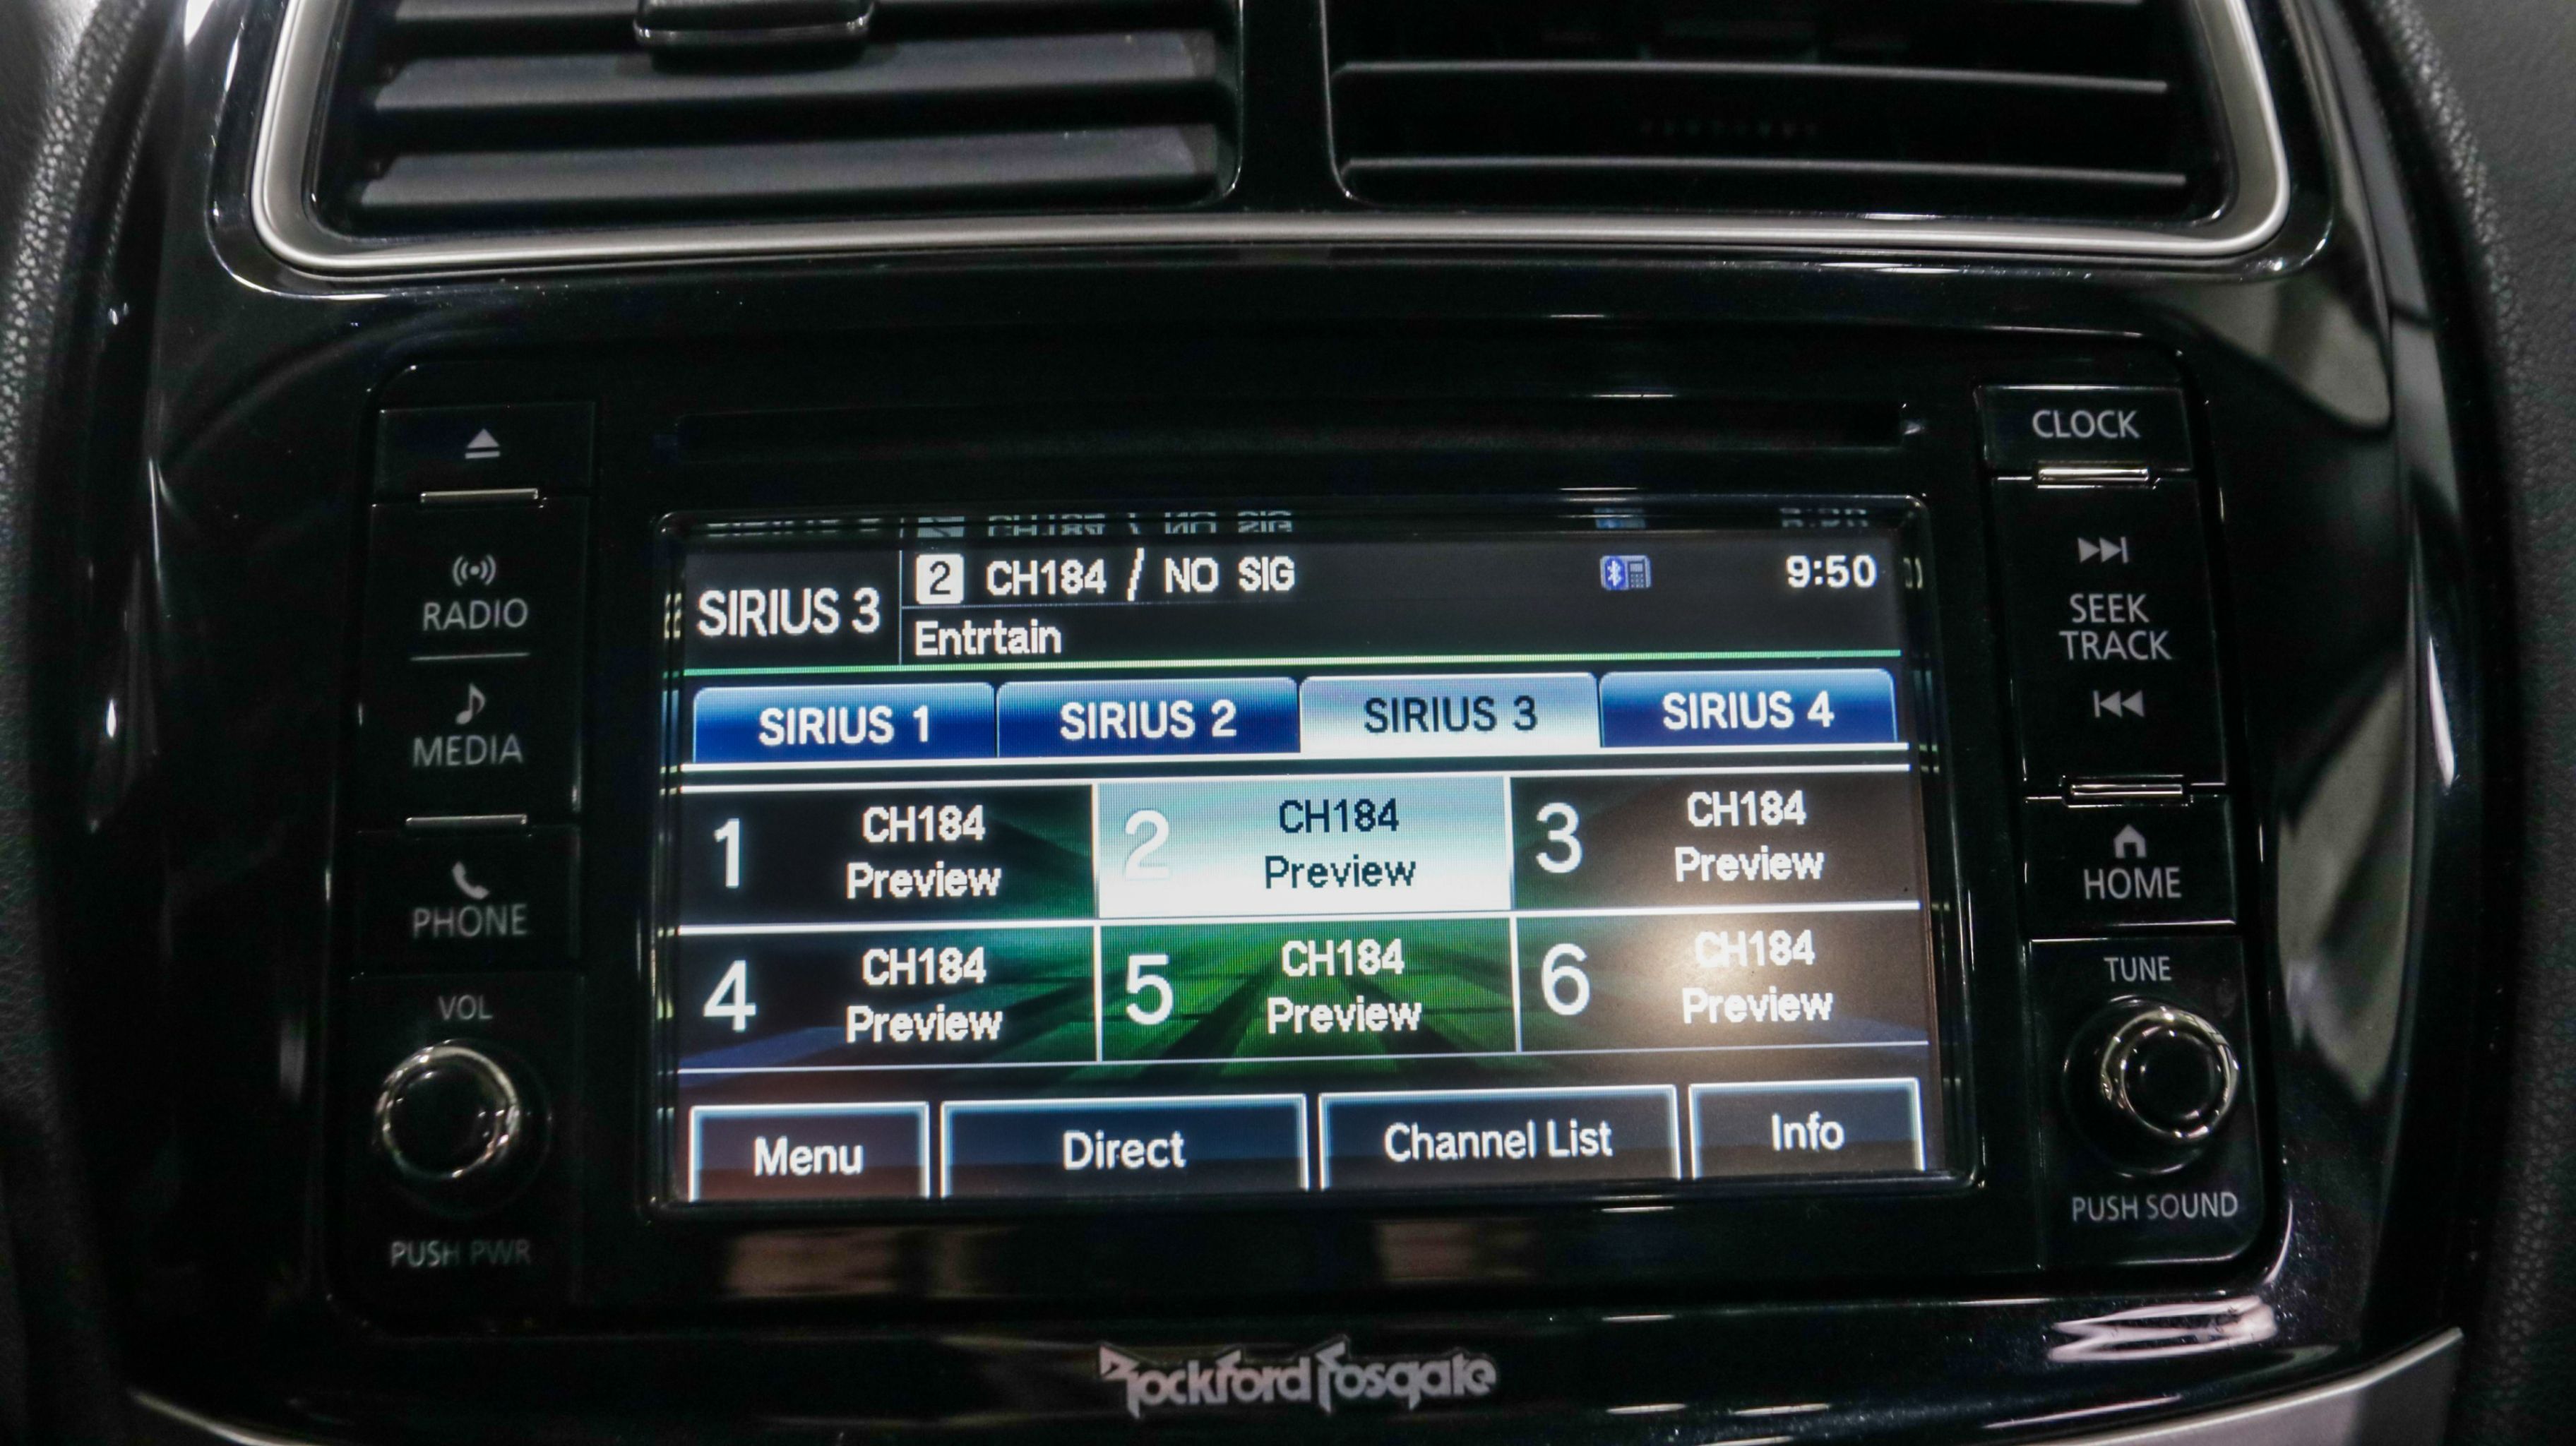 CLOCK
RADIO
MEDIA
PHONE
VOL
PUSH PWR
SIRIUS 3
2 CH184 / NO SIG
9:50
Entrtain
SIRIUS 1
SIRIUS 2
SIRIUS 3
SIRIUS 4
1 CH184
Preview
2 CH184
Preview
3 CH184
Preview
4 CH184
Preview
5 CH184
Preview
6 CH184
Preview
Menu
Direct
Channel List
Info
SEEK
TRACK
HOME
TUNE
PUSH SOUND
Rockford Fosgate